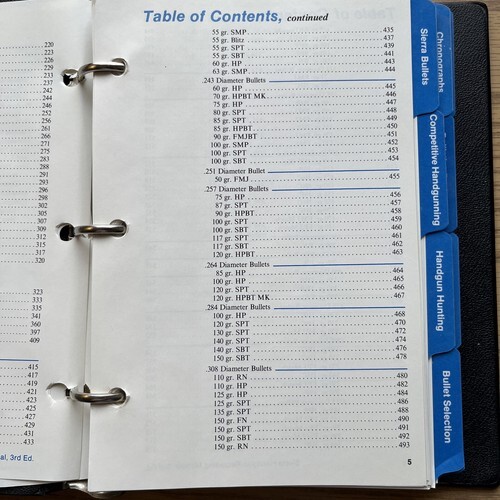 220
223
226
229
233
237
242
244
246
256
261
266
271
275
283
288
291
293
296
298
302
305
307
309
312
315
317
320
323
333
335
341
360
397
409
415
417
419
421
423
425
427
429
431
433
al, 3rd Ed.
Table of Contents, continued
55 gr. SMP 435
55 gr. Blitz 437
55 gr. SPT 439
55 gr. SBT 441
60 gr. HP 443
63 gr. SMP 444
.243 Diameter Bullets
60 gr. HP 445
70 gr. HPBT MK 446
75 gr. HP 447
80 gr. SPT 448
85 gr. SPT 449
85 gr. HPBT 450
90 gr. FMJBT 451
100 gr. SMP 452
100 gr. SPT 453
100 gr. SBT 454
.251 Diameter Bullet
50 gr. FMJ 455
.257 Diameter Bullets
75 gr. HP 456
87 gr. SPT 457
90 gr. HPBT 458
100 gr. SPT 459
100 gr. SBT 460
117 gr. SPT 461
117 gr. SBT 462
120 gr. HPBT 463
.264 Diameter Bullets
85 gr. HP 464
100 gr. HP 465
120 gr. SPT 466
120 gr. HPBT MK 467
.284 Diameter Bullets
100 gr. HP 468
120 gr. SPT 470
130 gr. SPT 472
140 gr. SPT 474
140 gr. SBT 476
150 gr. SBT 478
.308 Diameter Bullets
110 gr. RN 480
110 gr. HP 482
125 gr. HP 484
125 gr. SPT 486
135 gr. SPT 488
150 gr. FN 490
150 gr. SPT 491
150 gr. SBT 492
150 gr. RN 493
5
Chronographs
Sierra Bullets
Competitive Handgunning
Handgun Hunting
Bullet Selection